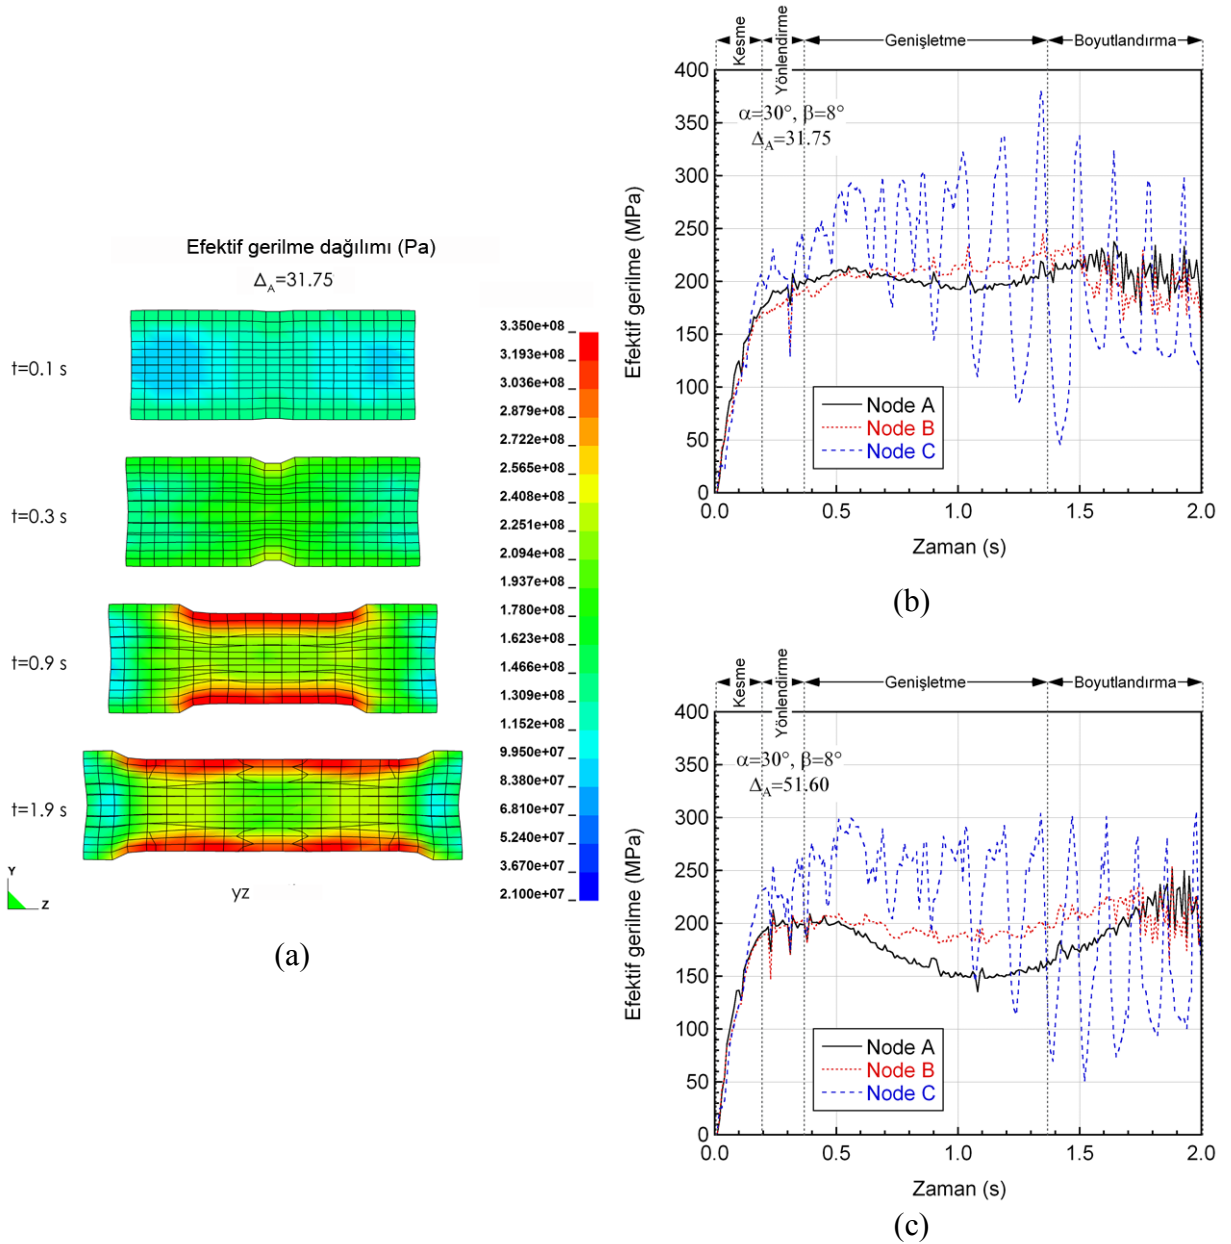 Efektif gerilme dağılımı (Pa)
Δ_A=31.75
t=0.1 s
t=0.3 s
t=0.9 s
t=1.9 s
3.350e+08
3.193e+08
3.036e+08
2.879e+08
2.722e+08
2.565e+08
2.408e+08
2.251e+08
2.094e+08
1.937e+08
1.780e+08
1.623e+08
1.466e+08
1.309e+08
1.152e+08
9.950e+07
8.380e+07
6.810e+07
5.240e+07
3.670e+07
2.100e+07
Y
Z
yz
(a)
Kesme
Yönlendirme
Genişletme
Boyutlandırma
α=30°, β=8°
Δ_A=31.75
Efektif gerilme (MPa)
400
350
300
250
200
150
100
50
0
Node A
Node B
Node C
0.0 0.5 1.0 1.5 2.0
Zaman (s)
(b)
Kesme
Yönlendirme
Genişletme
Boyutlandırma
α=30°, β=8°
Δ_A=51.60
Efektif gerilme (MPa)
400
350
300
250
200
150
100
50
0
Node A
Node B
Node C
0.0 0.5 1.0 1.5 2.0
Zaman (s)
(c)